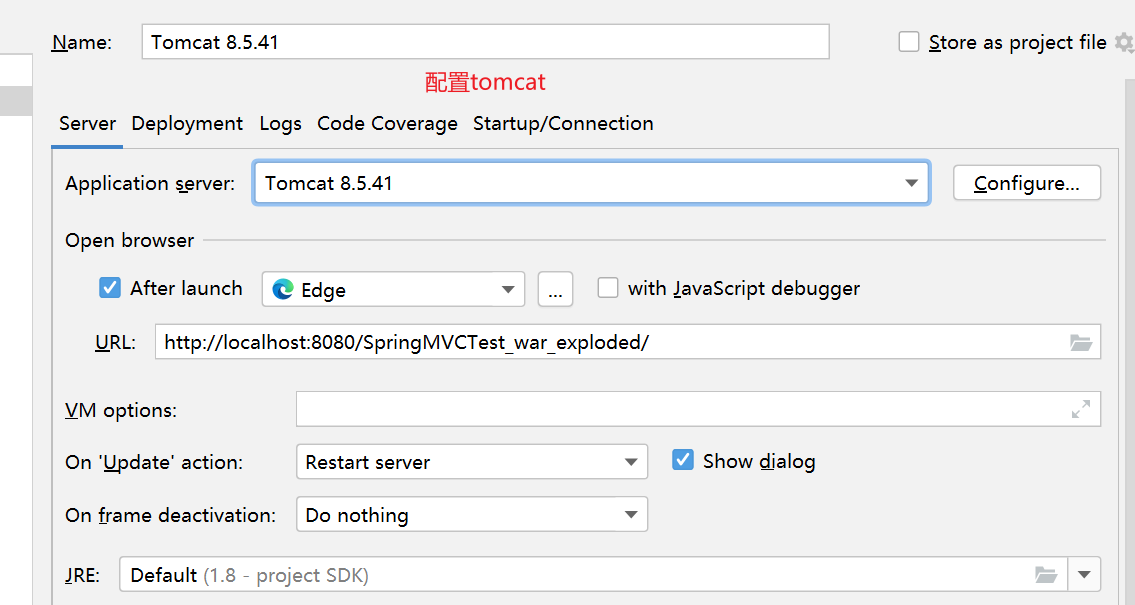 Name: Tomcat 8.5.41 Store as project file
配置tomcat
Server Deployment Logs Code Coverage Startup/Connection
Application server: Tomcat 8.5.41 Configure...
Open browser
After launch Edge ... with JavaScript debugger
URL: http://localhost:8080/SpringMVCTest_war_exploded/
VM options:
On 'Update' action: Restart server Show dialog
On frame deactivation: Do nothing
JRE: Default (1.8 - project SDK)